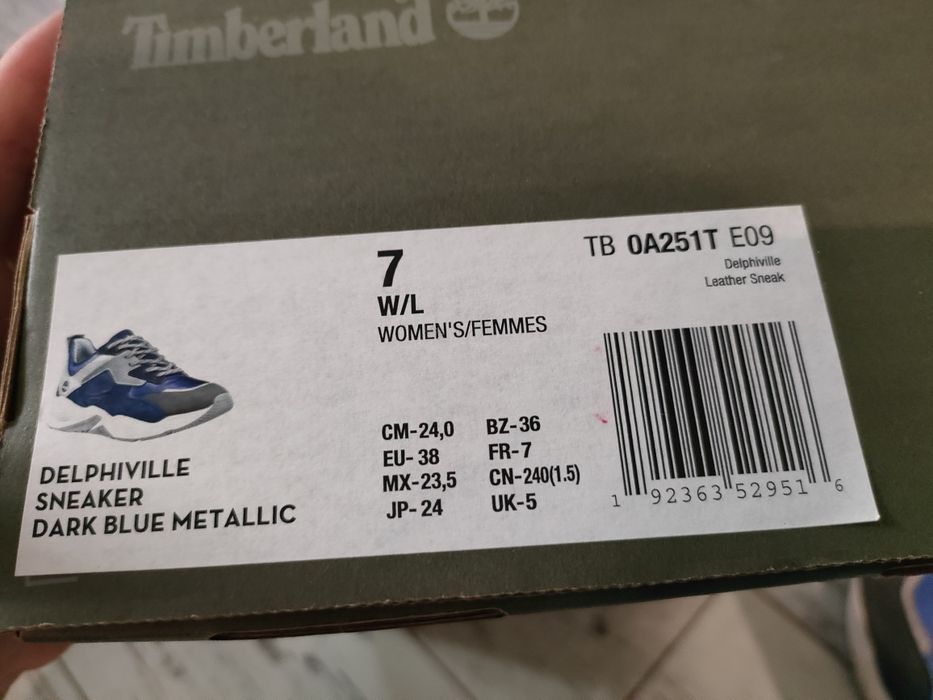 Timberland
7
W/L
WOMEN'S/FEMMES
TB 0A251T E09
Delphiville
Leather Sneak
DELPHIVILLE
SNEAKER
DARK BLUE METALLIC
CM-24,0 BZ-36
EU-38 FR-7
MX-23,5 CN-240(1.5)
JP-24 UK-5
1 92363 52951 6